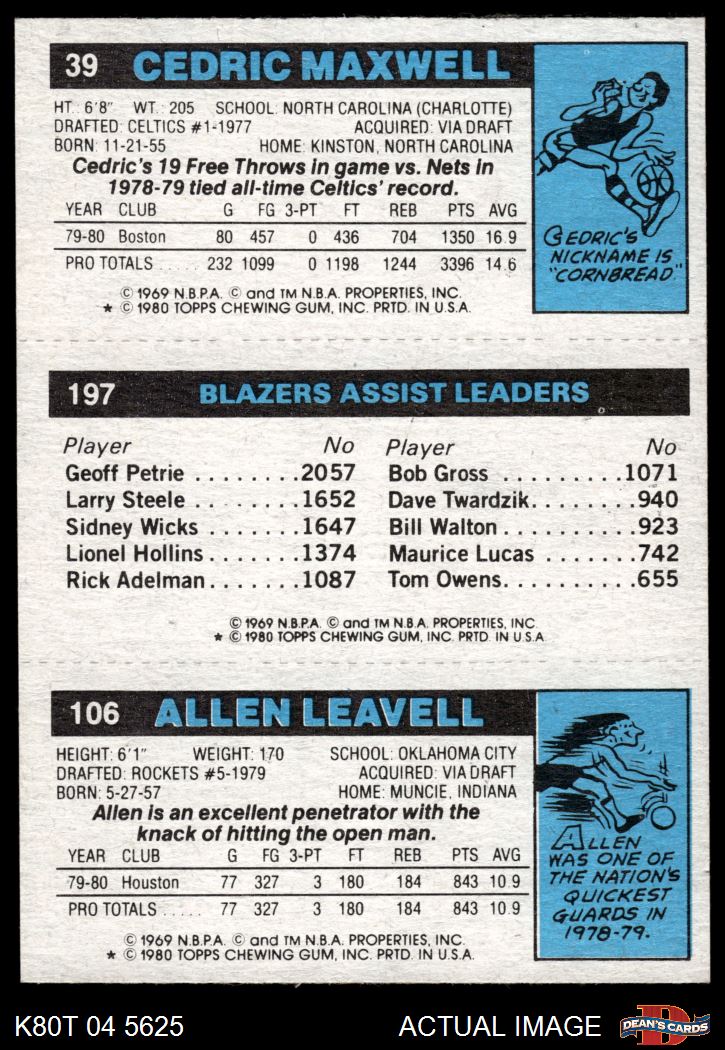 39 CEDRIC MAXWELL
HT. 6'8" WT. 205 SCHOOL: NORTH CAROLINA (CHARLOTTE)
DRAFTED: CELTICS #1-1977 ACQUIRED: VIA DRAFT
BORN: 11-21-55 HOME: KINSTON, NORTH CAROLINA
Cedric's 19 Free Throws in game vs. Nets in
1978-79 tied all-time Celtics' record.
YEAR CLUB G FG 3-PT FT REB PTS AVG
79-80 Boston 80 457 0 436 704 1350 16.9
PRO TOTALS ..... 232 1099 0 1198 1244 3396 14.6
© 1969 N.B.P.A. © and TM N.B.A. PROPERTIES, INC.
* © 1980 TOPPS CHEWING GUM, INC. PRTD. IN U.S.A.
CEDRIC'S
NICKNAME IS
"CORNBREAD."
197 BLAZERS ASSIST LEADERS
Player No Player No
Geoff Petrie ........2057 Bob Gross .........1071
Larry Steele ........1652 Dave Twardzik.......940
Sidney Wicks .......1647 Bill Walton .........923
Lionel Hollins .......1374 Maurice Lucas ......742
Rick Adelman.......1087 Tom Owens.........655
© 1969 N.B.P.A. © and TM N.B.A. PROPERTIES, INC.
* © 1980 TOPPS CHEWING GUM, INC. PRTD. IN U.S.A.
106 ALLEN LEAVELL
HEIGHT: 6'1" WEIGHT: 170 SCHOOL: OKLAHOMA CITY
DRAFTED: ROCKETS #5-1979 ACQUIRED: VIA DRAFT
BORN: 5-27-57 HOME: MUNCIE, INDIANA
Allen is an excellent penetrator with the
knack of hitting the open man.
YEAR CLUB G FG 3-PT FT REB PTS AVG
79-80 Houston 77 327 3 180 184 843 10.9
PRO TOTALS ..... 77 327 3 180 184 843 10.9
© 1969 N.B.P.A. © and TM N.B.A. PROPERTIES, INC.
* © 1980 TOPPS CHEWING GUM, INC. PRTD. IN U.S.A.
ALLEN
WAS ONE OF
THE NATION'S
QUICKEST
GUARDS IN
1978-79.
K80T 04 5625 ACTUAL IMAGE D DEAN'S CARDS